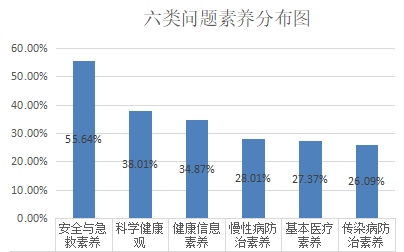 六类问题素养分布图
60.00%
50.00%
40.00%
30.00%
20.00%
10.00%
0.00%
55.64%
38.01%
34.87%
28.01%
27.37%
26.09%
安全与急
救素养
科学健康
观
健康信息
素养
慢性病防
治素养
基本医疗
素养
传染病防
治素养